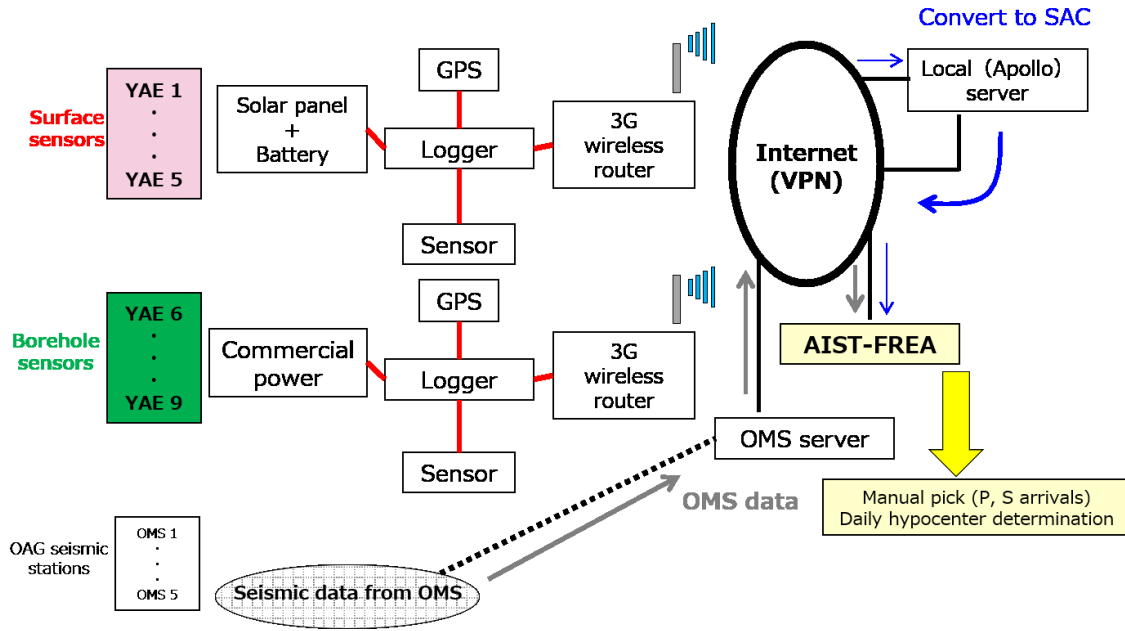 Convert to SAC
Surface
sensors
YAE 1
.
.
.
.
YAE 5
Solar panel
+
Battery
GPS
Logger
Sensor
3G
wireless
router
Internet
(VPN)
Local (Apollo)
server
Borehole
sensors
YAE 6
.
.
.
.
YAE 9
Commercial
power
GPS
Logger
Sensor
3G
wireless
router
AIST-FREA
OMS server
OMS data
Manual pick (P, S arrivals)
Daily hypocenter determination
OAG seismic
stations
OMS 1
.
.
.
.
OMS 5
Seismic data from OMS